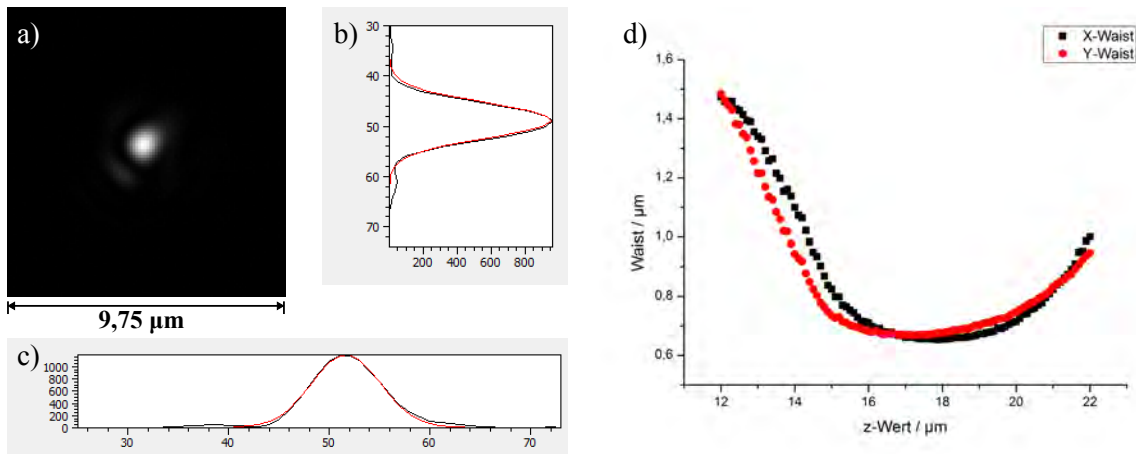 a)
9,75 µm
b)
30
40
50
60
70
200 400 600 800
c)
1000
800
600
400
200
0
30 40 50 60 70
d)
X-Waist
Y-Waist
1,6
1,4
1,2
1,0
0,8
0,6
Waist / µm
12 14 16 18 20 22
z-Wert / µm